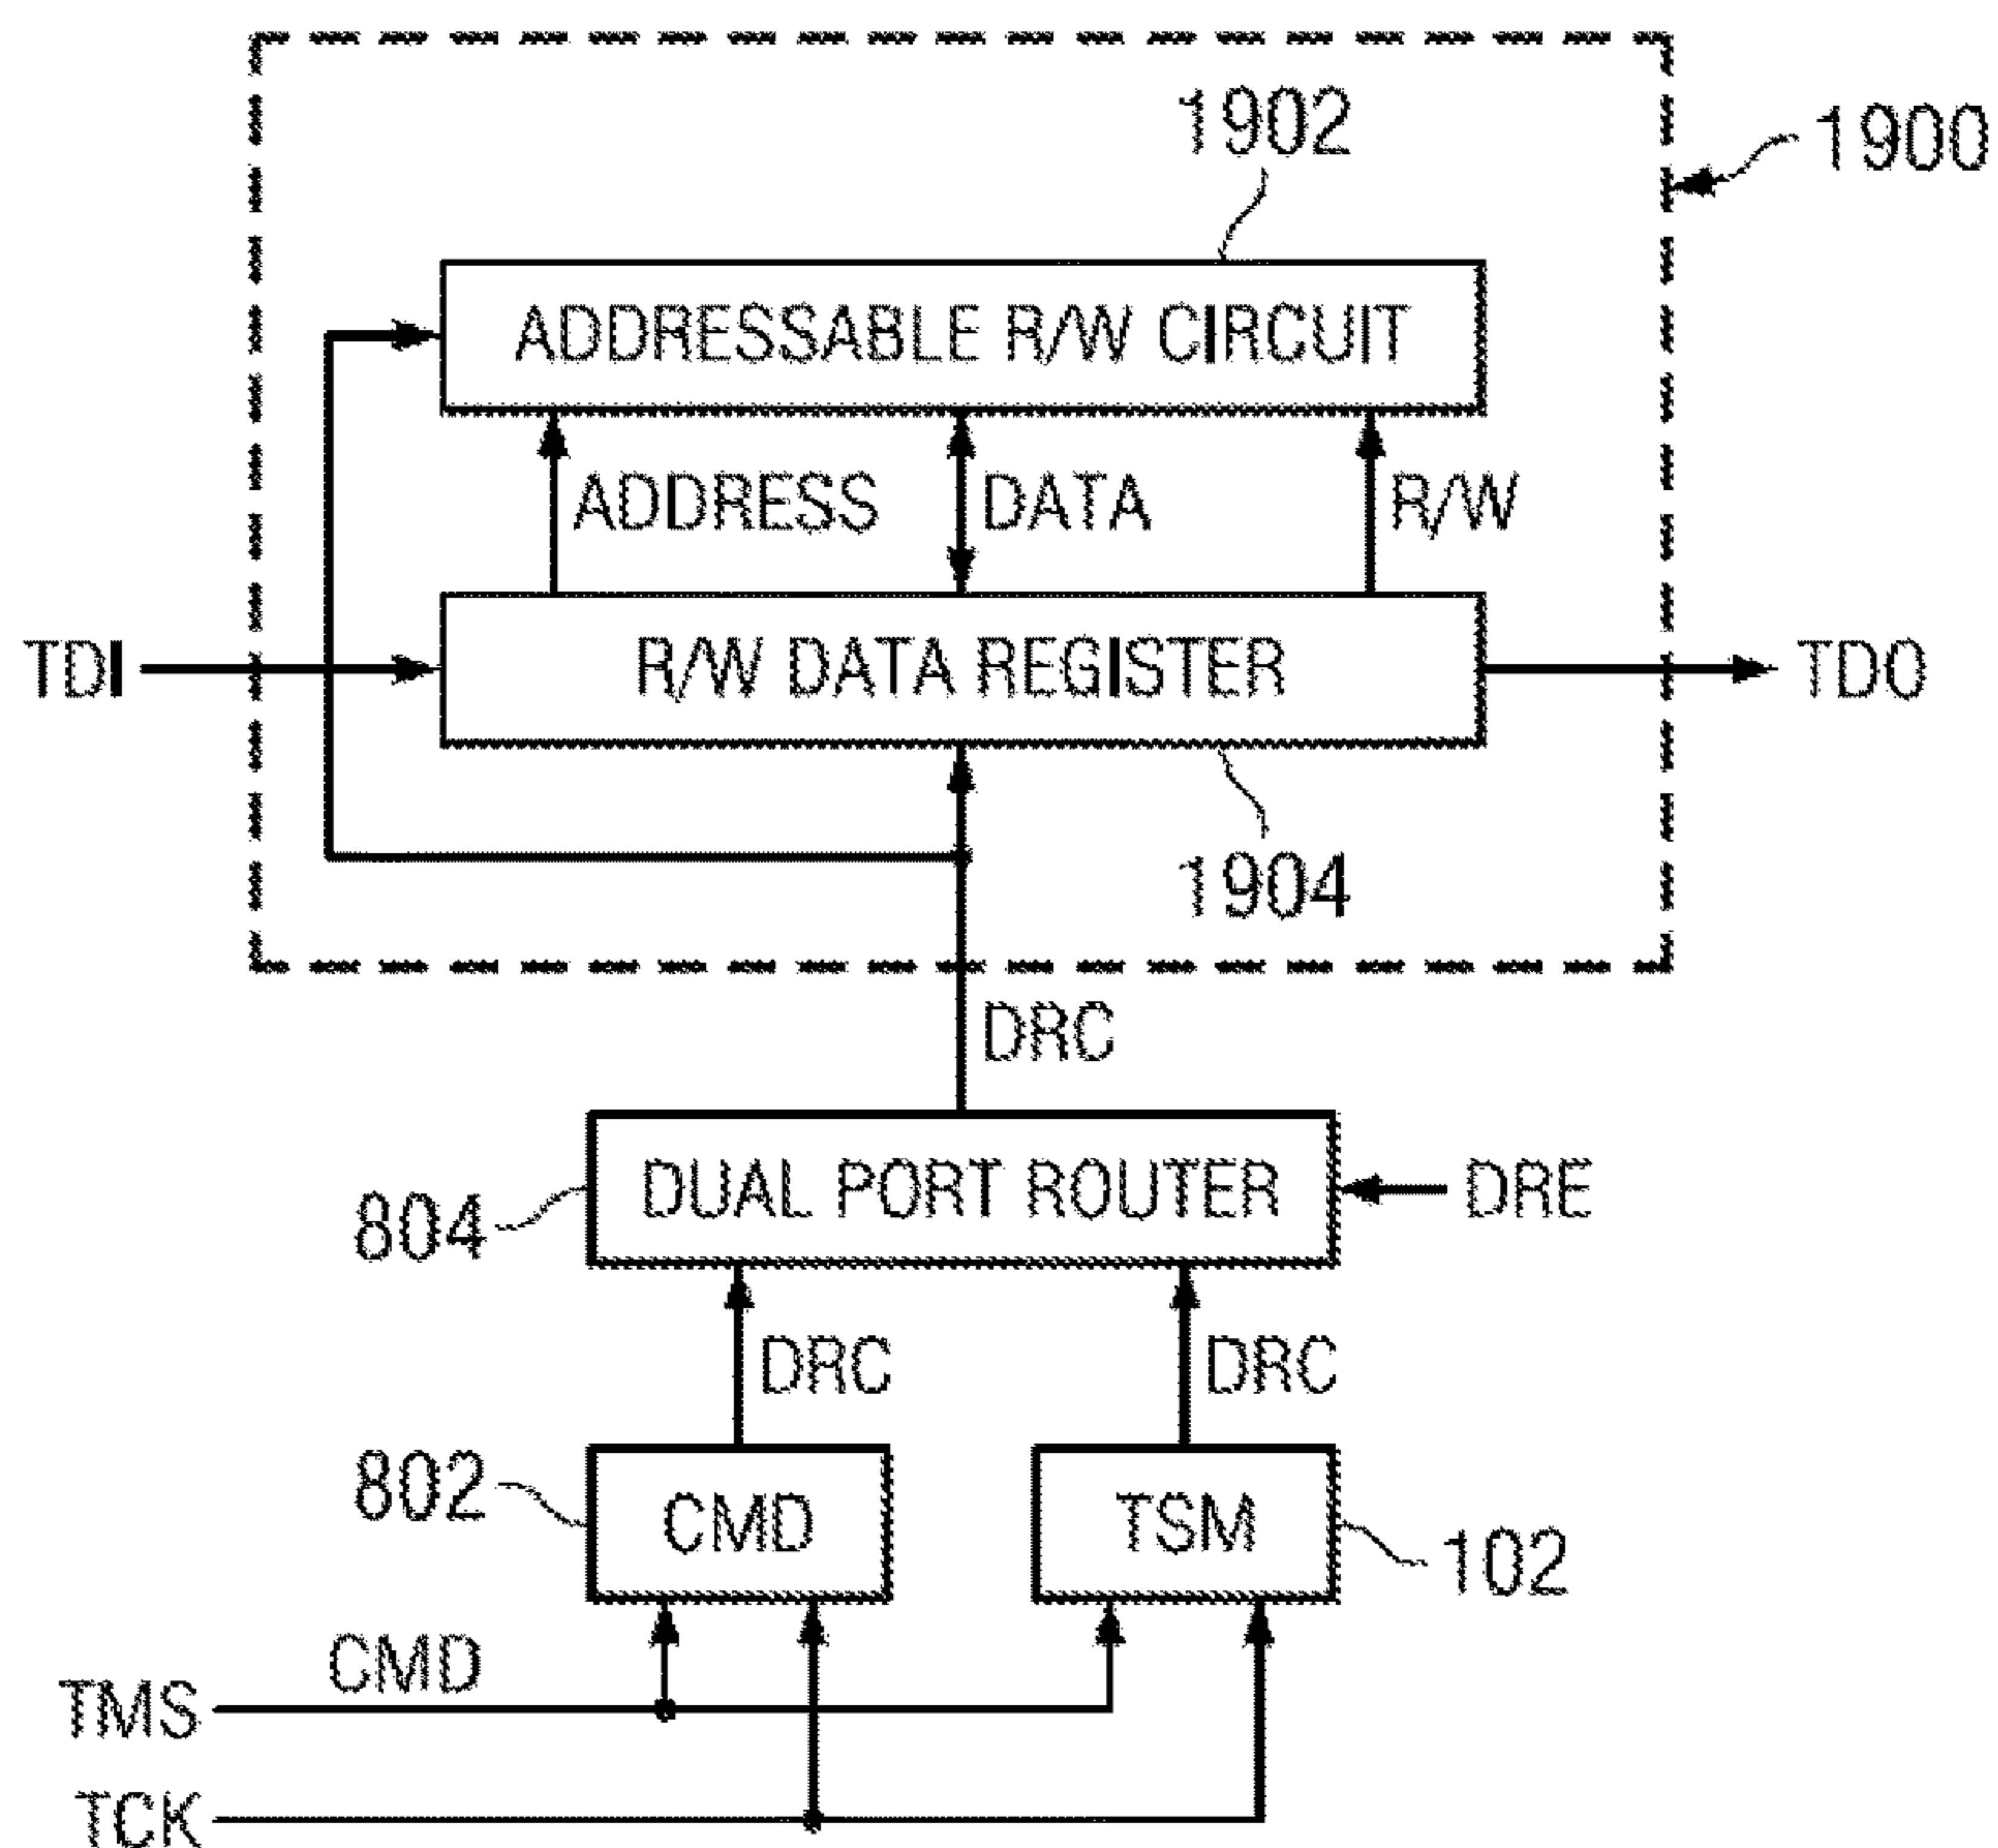 1902
1900
ADDRESSABLE R/W CIRCUIT
ADDRESS
DATA
R/W
TDI
R/W DATA REGISTER
TDO
1904
DRC
DUAL PORT ROUTER
DRE
804
DRC
DRC
802
CMD
TSM
102
CMD
TMS
TCK